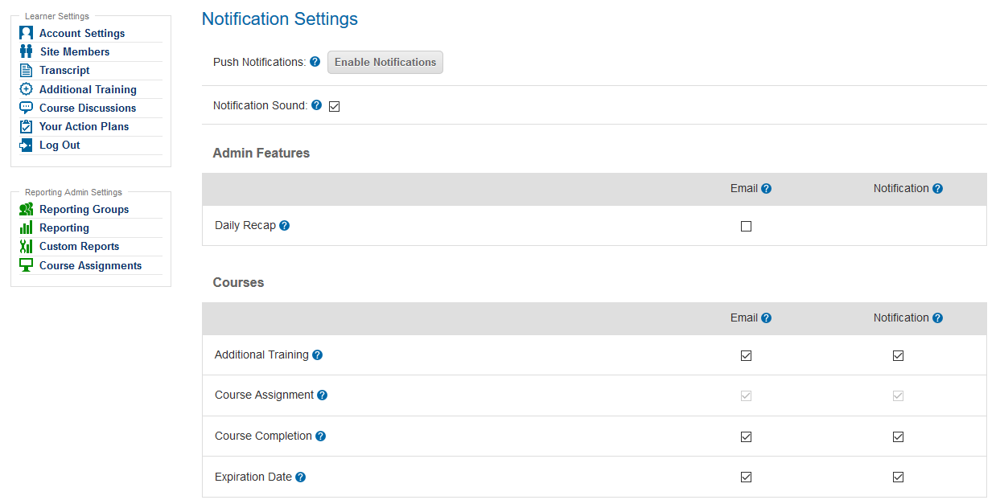 Learner Settings
Account Settings
Site Members
Transcript
Additional Training
Course Discussions
Your Action Plans
Log Out
Reporting Admin Settings
Reporting Groups
Reporting
Custom Reports
Course Assignments
Notification Settings
Push Notifications: ? Enable Notifications
Notification Sound: ?
Admin Features
Email ? Notification ?
Daily Recap ?
Courses
Email ? Notification ?
Additional Training ?
Course Assignment ?
Course Completion ?
Expiration Date ?